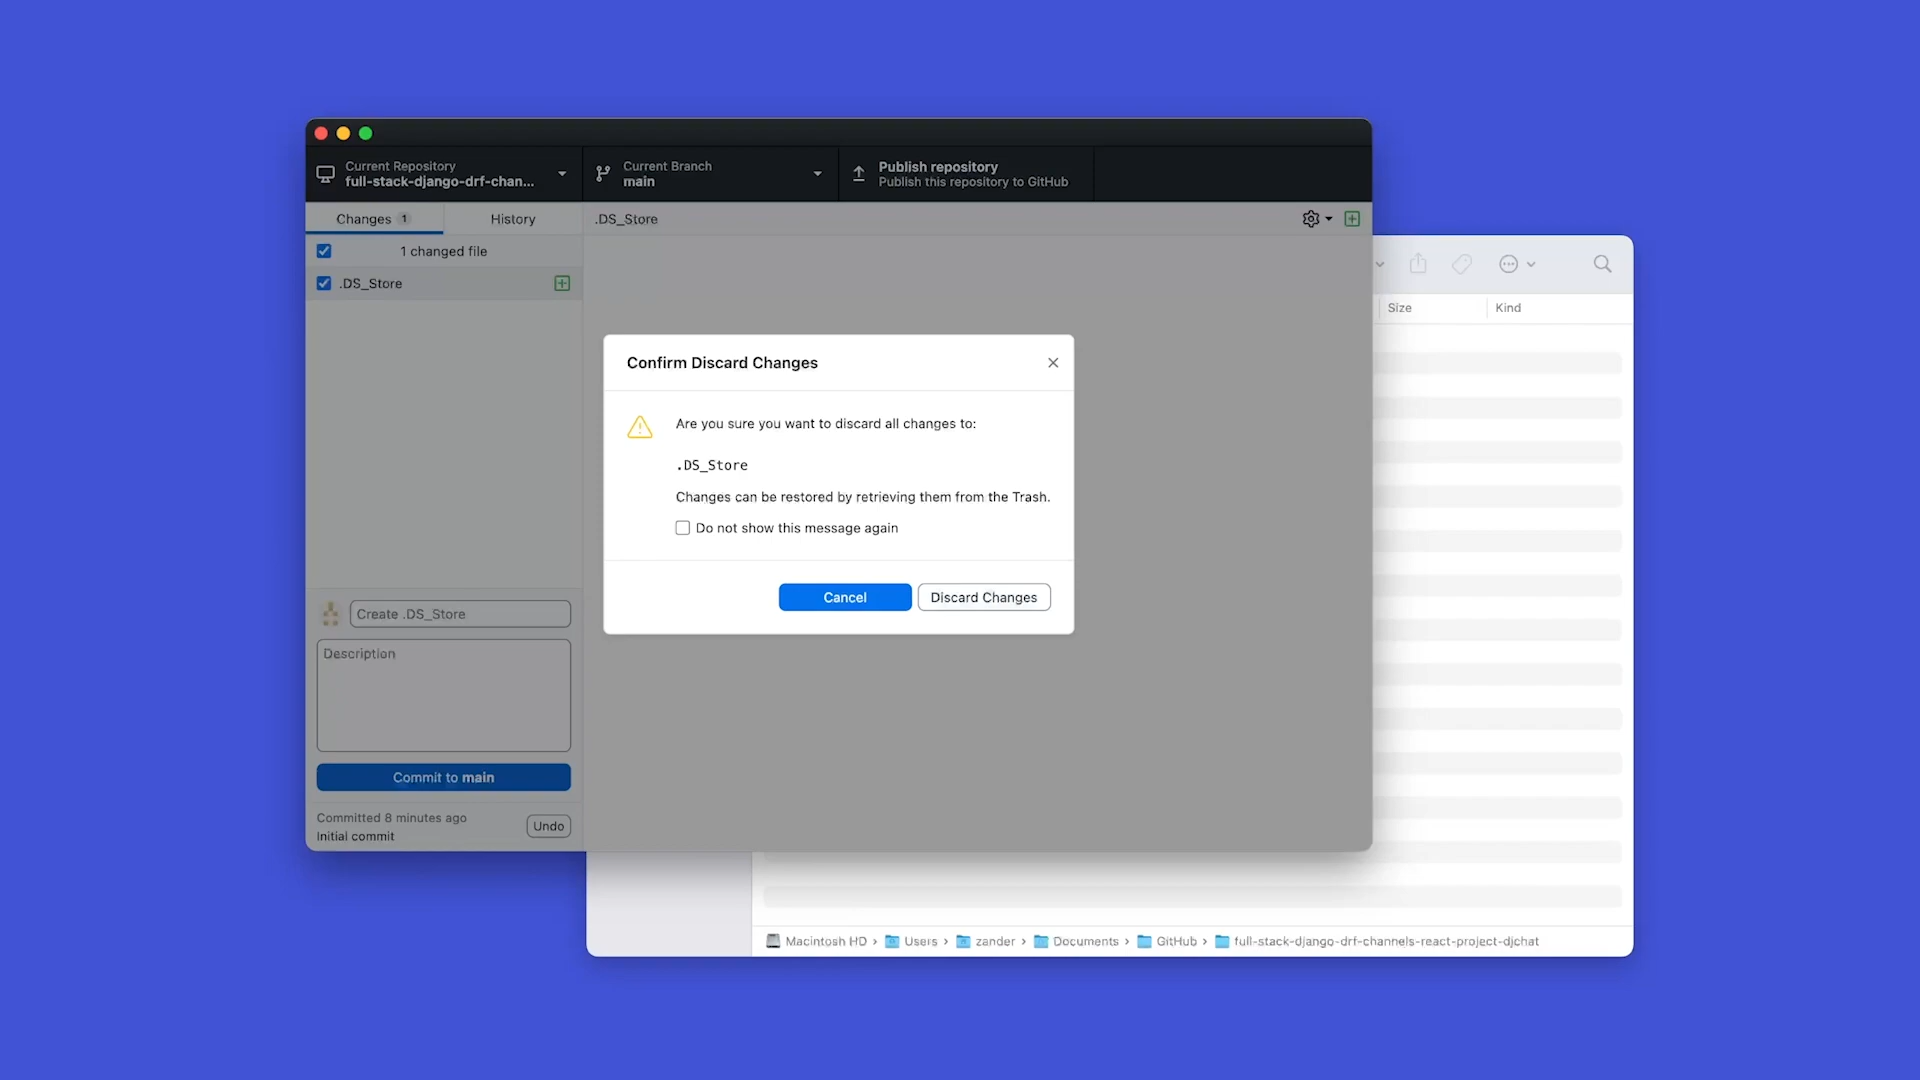 Current Repository
full-stack-django-drf-chan...
Current Branch
main
Publish repository
Publish this repository to GitHub
Changes 1
History
.DS_Store
1 changed file
.DS_Store
Size
Kind
Confirm Discard Changes
Are you sure you want to discard all changes to:
.DS_Store
Changes can be restored by retrieving them from the Trash.
Do not show this message again
Cancel
Discard Changes
Create .DS_Store
Description
Commit to main
Committed 8 minutes ago
Initial commit
Undo
Macintosh HD › Users › zander › Documents › GitHub › full-stack-django-drf-channels-react-project-djchat